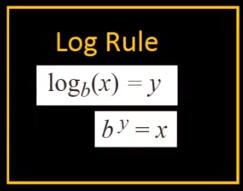 Log Rule
log_b(x) = y
b^y = x